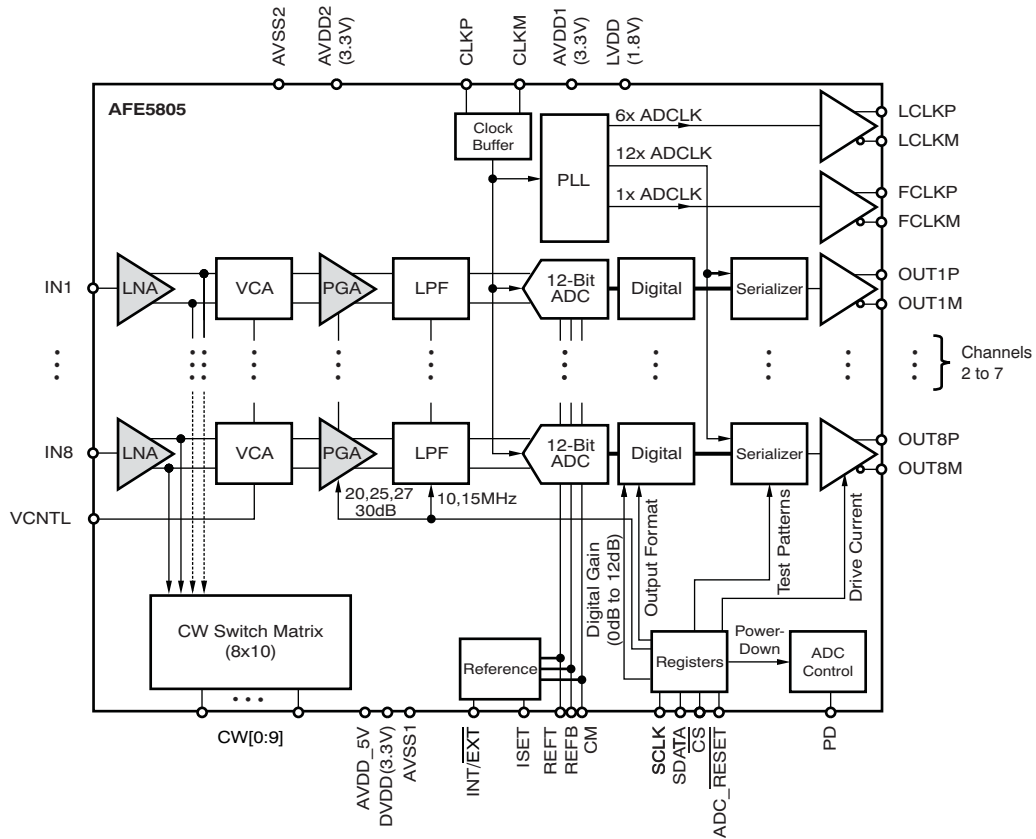 AVSS2
AVDD2
(3.3V)
CLKP
CLKM
AVDD1
(3.3V)
LVDD
(1.8V)
AFE5805
Clock
Buffer
PLL
6x ADCLK
12x ADCLK
1x ADCLK
LCLKP
LCLKM
FCLKP
FCLKM
IN1
LNA
VCA
PGA
LPF
12-Bit
ADC
Digital
Serializer
OUT1P
OUT1M
Channels
2 to 7
IN8
LNA
VCA
PGA
LPF
12-Bit
ADC
Digital
Serializer
OUT8P
OUT8M
VCNTL
20,25,27
30dB
10,15MHz
Digital Gain
(0dB to 12dB)
Output Format
Test Patterns
Drive Current
CW Switch Matrix
(8x10)
Reference
Registers
Power-
Down
ADC
Control
CW[0:9]
AVDD_5V
DVDD(3.3V)
AVSS1
INT/EXT
ISET
REFT
REFB
CM
SCLK
SDATA
CS
ADC_RESET
PD